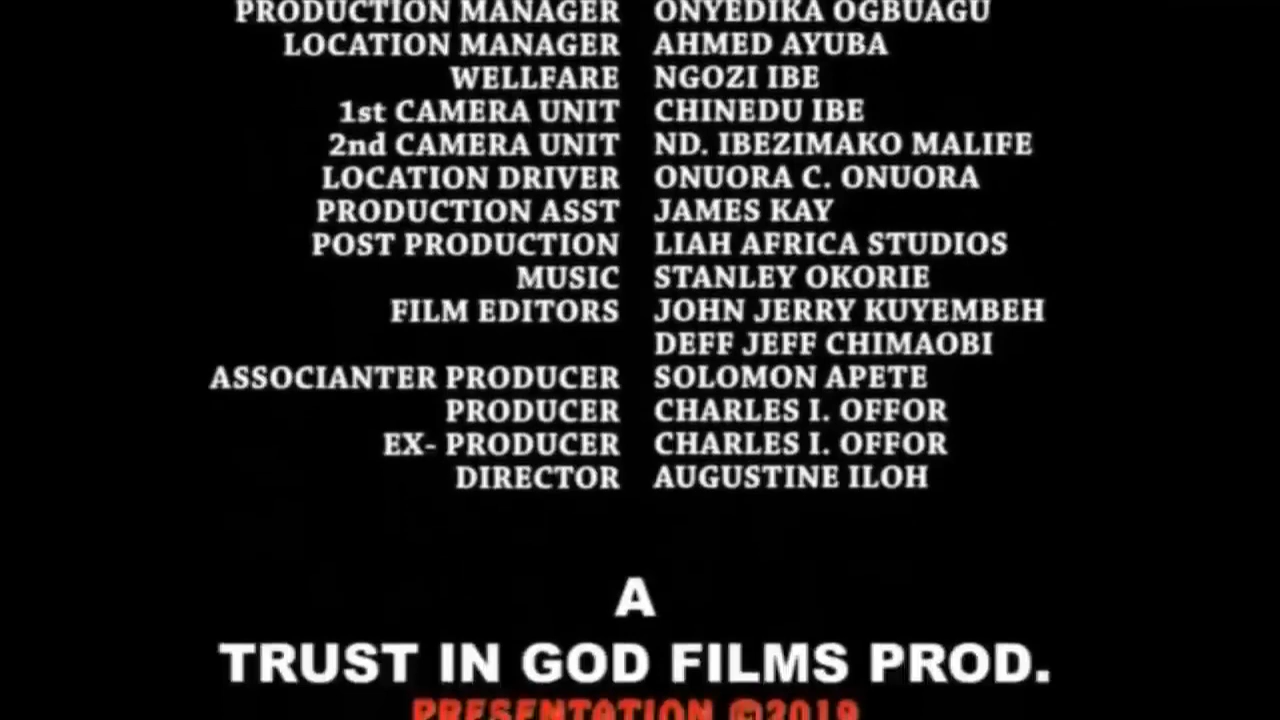 PRODUCTION MANAGER ONYEDIKA OGBUAGU
LOCATION MANAGER AHMED AYUBA
WELLFARE NGOZI IBE
1st CAMERA UNIT CHINEDU IBE
2nd CAMERA UNIT ND. IBEZIMAKO MALIFE
LOCATION DRIVER ONUORA C. ONUORA
PRODUCTION ASST JAMES KAY
POST PRODUCTION LIAH AFRICA STUDIOS
MUSIC STANLEY OKORIE
FILM EDITORS JOHN JERRY KUYEMBEH
DEFF JEFF CHIMAOBI
ASSOCIANTER PRODUCER SOLOMON APETE
PRODUCER CHARLES I. OFFOR
EX- PRODUCER CHARLES I. OFFOR
DIRECTOR AUGUSTINE ILOH
A
TRUST IN GOD FILMS PROD.
PRESENTATION ©2019